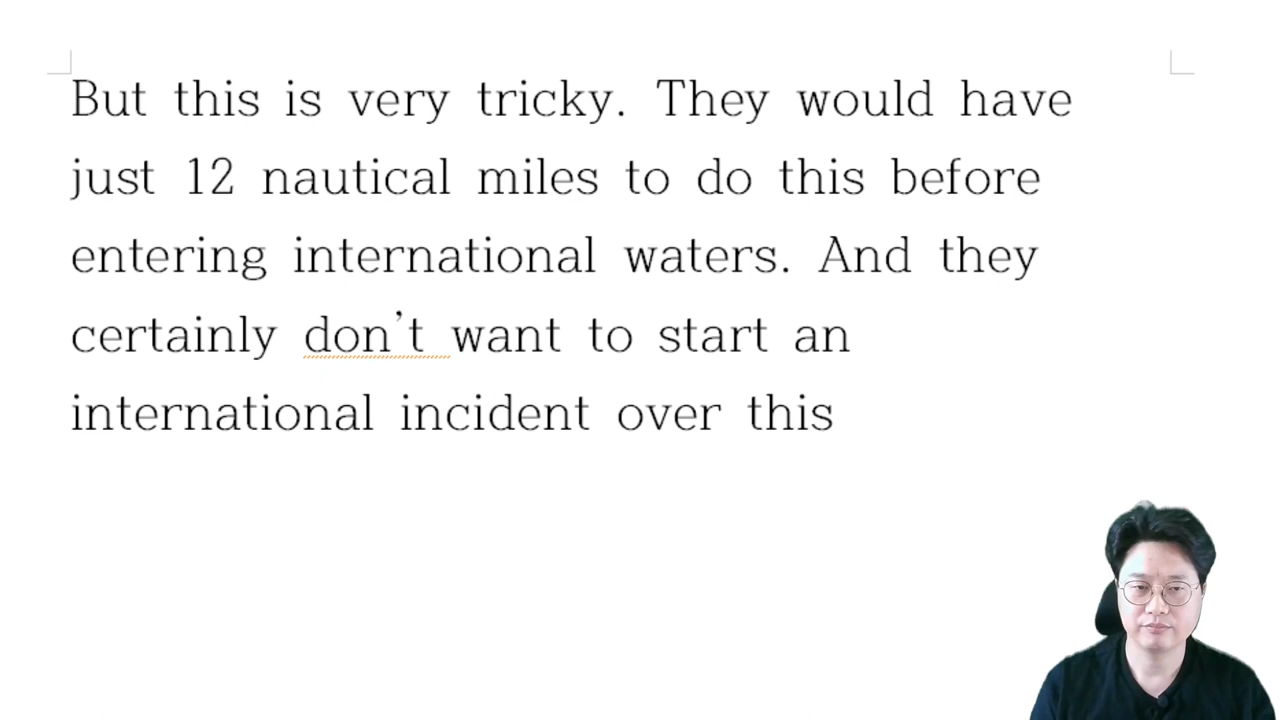 But this is very tricky. They would have
just 12 nautical miles to do this before
entering international waters. And they
certainly don't want to start an
international incident over this